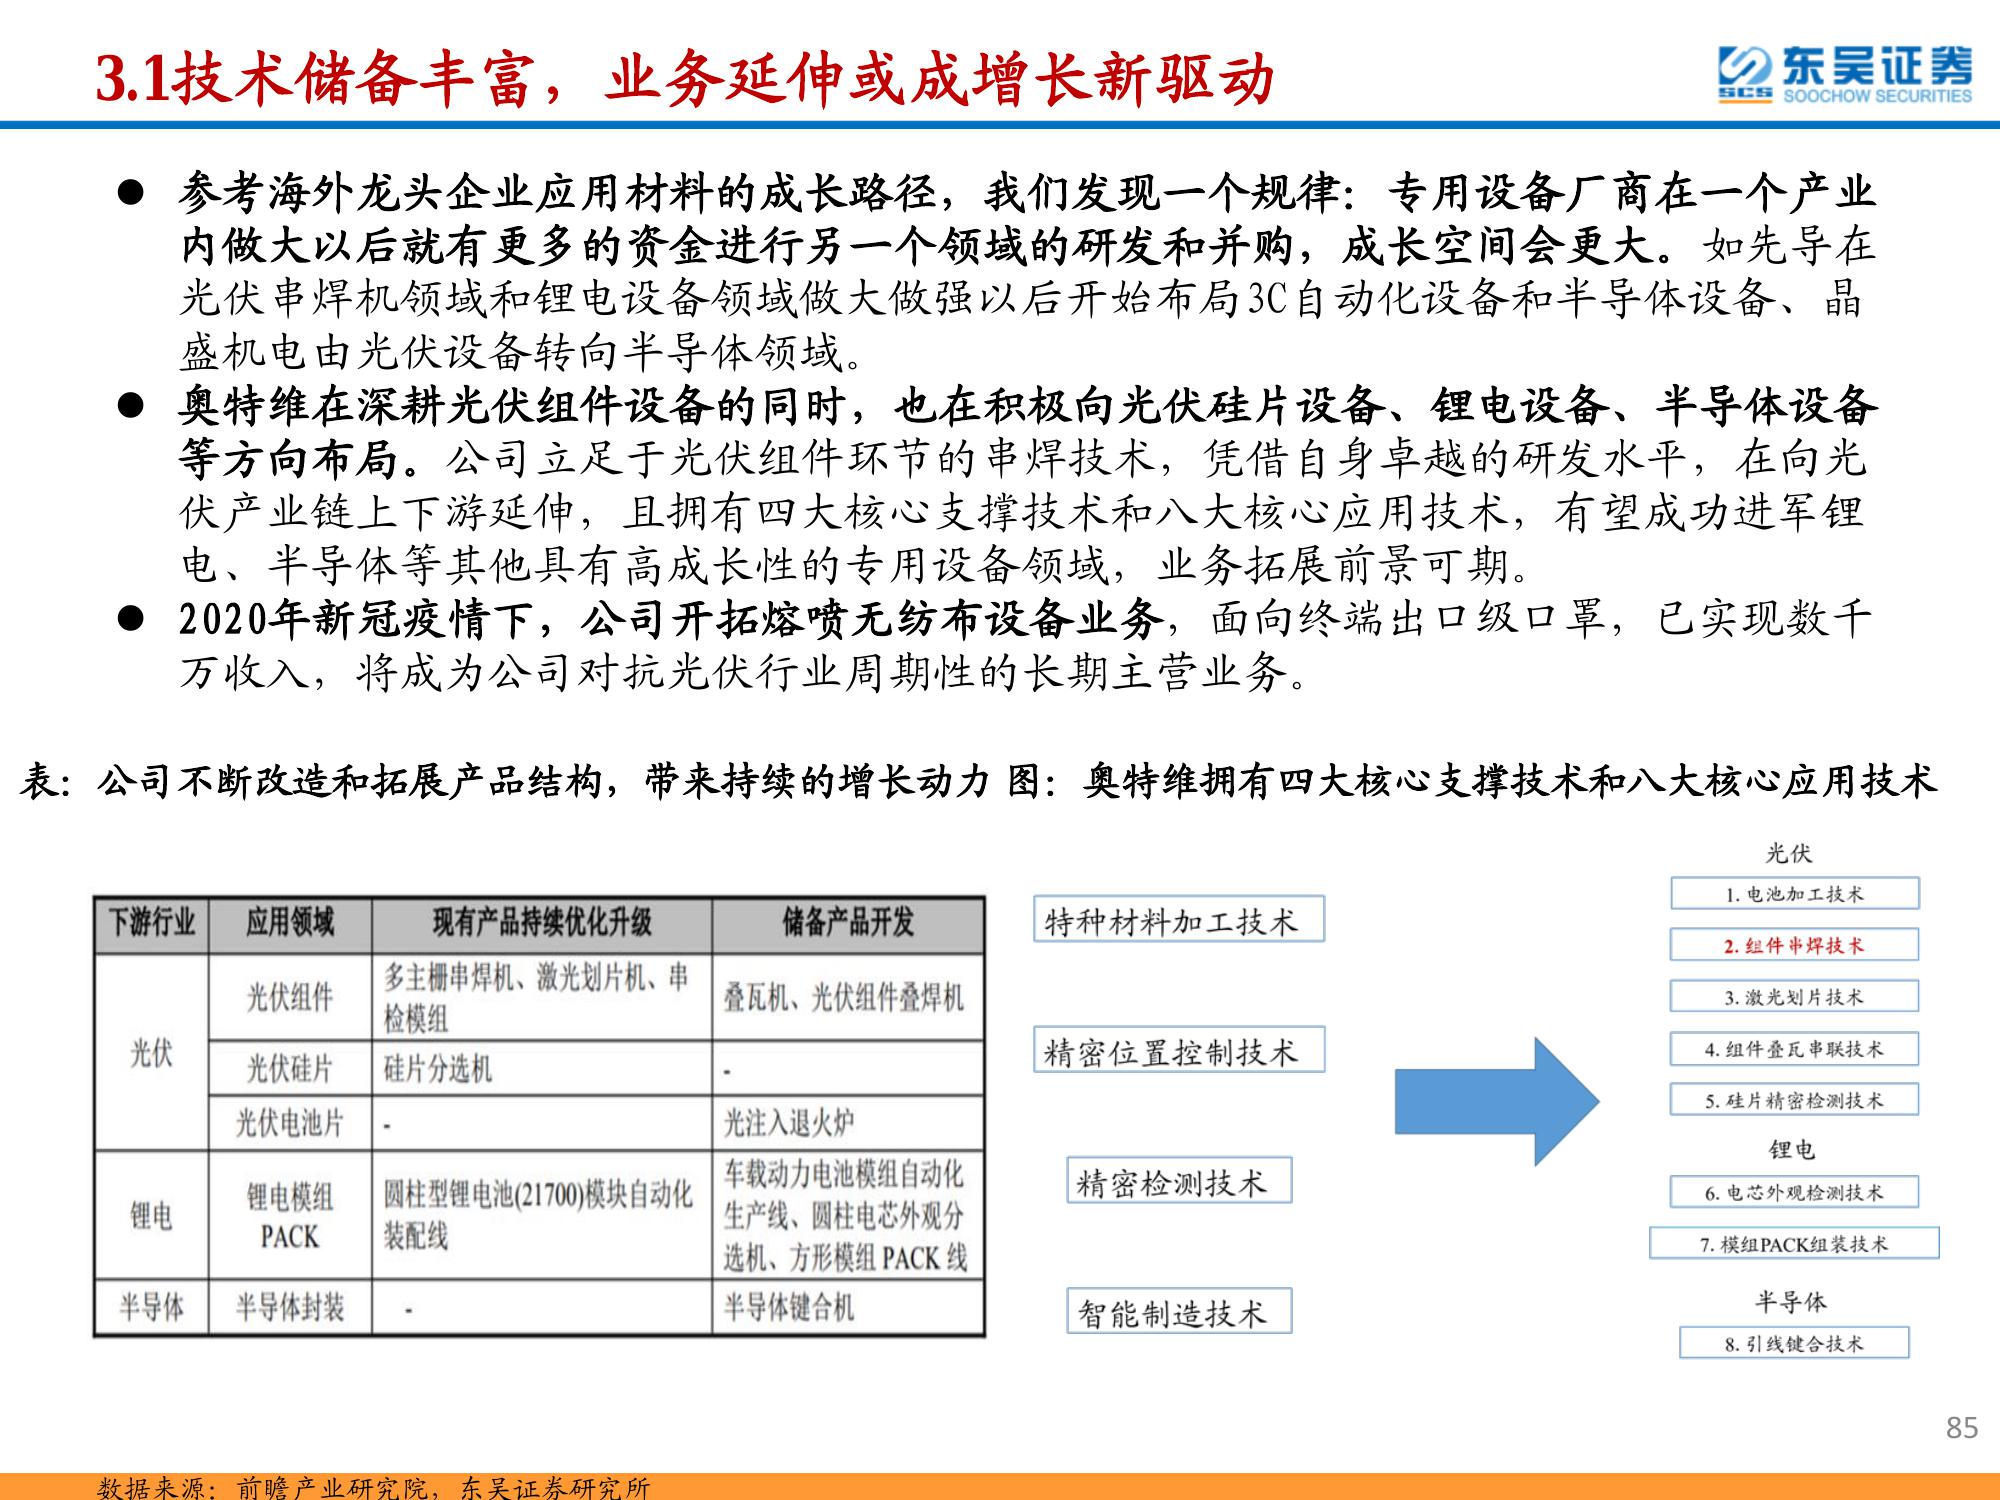 3.1技术储备丰富，业务延伸或成增长新驱动
东吴证券
SCS SOOCHOW SECURITIES
● 参考海外龙头企业应用材料的成长路径，我们发现一个规律：专用设备厂商在一个产业
内做大以后就有更多的资金进行另一个领域的研发和并购，成长空间会更大。如先导在
光伏串焊机领域和锂电设备领域做大做强以后开始布局3C自动化设备和半导体设备、晶
盛机电由光伏设备转向半导体领域。
● 奥特维在深耕光伏组件设备的同时，也在积极向光伏硅片设备、锂电设备、半导体设备
等方向布局。公司立足于光伏组件环节的串焊技术，凭借自身卓越的研发水平，在向光
伏产业链上下游延伸，且拥有四大核心支撑技术和八大核心应用技术，有望成功进军锂
电、半导体等其他具有高成长性的专用设备领域，业务拓展前景可期。
● 2020年新冠疫情下，公司开拓熔喷无纺布设备业务，面向终端出口级口罩，已实现数千
万收入，将成为公司对抗光伏行业周期性的长期主营业务。
表：公司不断改造和拓展产品结构，带来持续的增长动力
图：奥特维拥有四大核心支撑技术和八大核心应用技术
下游行业 应用领域 现有产品持续优化升级 储备产品开发
光伏
光伏组件
多主栅串焊机、激光划片机、串
检模组
叠瓦机、光伏组件叠焊机
光伏硅片 硅片分选机 -
光伏电池片 - 光注入退火炉
锂电
锂电模组
PACK
圆柱型锂电池(21700)模块自动化
装配线
车载动力电池模组自动化
生产线、圆柱电芯外观分
选机、方形模组 PACK 线
半导体 半导体封装 - 半导体键合机
特种材料加工技术
精密位置控制技术
精密检测技术
智能制造技术
光伏
1. 电池加工技术
2. 组件串焊技术
3. 激光划片技术
4. 组件叠瓦串联技术
5. 硅片精密检测技术
锂电
6. 电芯外观检测技术
7. 模组PACK组装技术
半导体
8. 引线键合技术
85
数据来源：前瞻产业研究院，东吴证券研究所